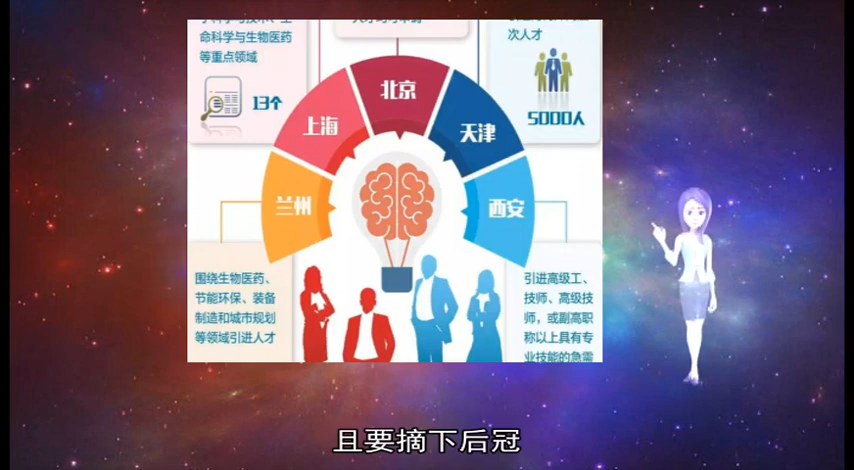 命科学与生物医药
等重点领域
13个
次人才
5000人
北京
上海
天津
兰州
西安
围绕生物医药、
节能环保、装备
制造和城市规划
等领域引进人才
引进高级工、
技师、高级技
师，或副高职
称以上具有专
业技能的急需
且要摘下后冠